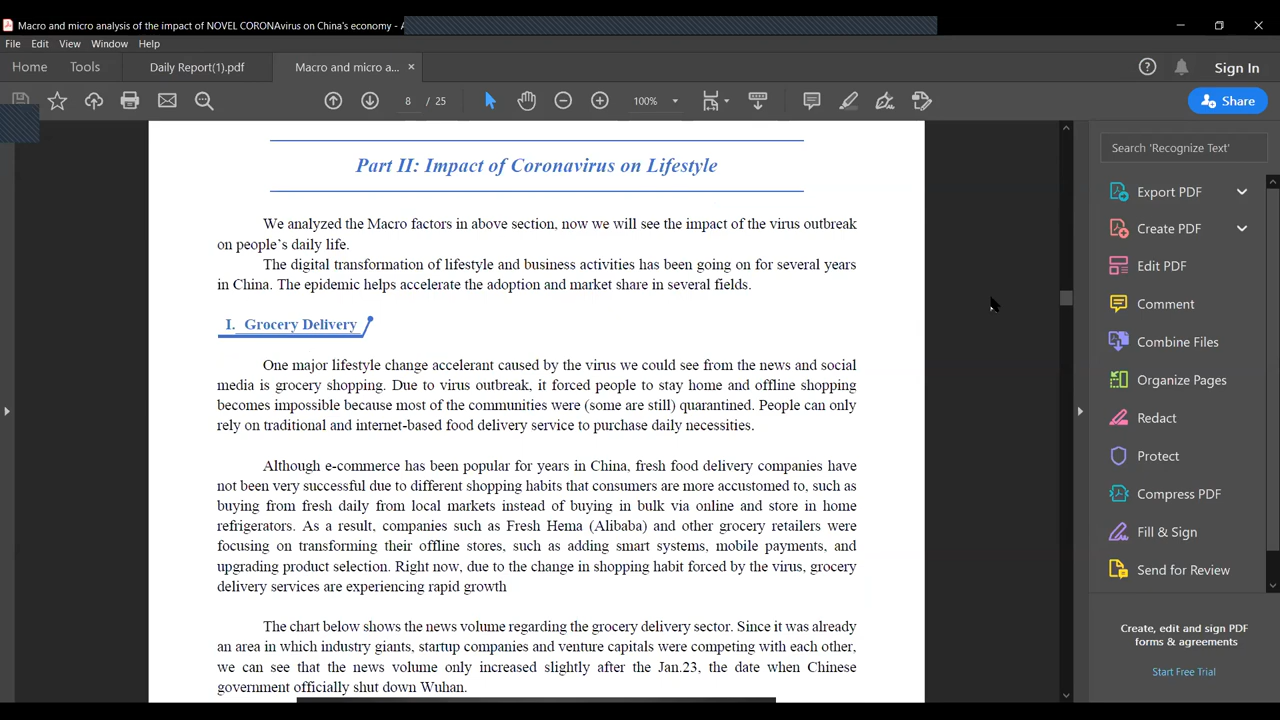 Macro and micro analysis of the impact of NOVEL CORONAvirus on China's economy - A
File Edit View Window Help
Home Tools Daily Report(1).pdf Macro and micro a... × Sign In
8 / 25 100% Share
Part II: Impact of Coronavirus on Lifestyle
We analyzed the Macro factors in above section, now we will see the impact of the virus outbreak
on people's daily life.
The digital transformation of lifestyle and business activities has been going on for several years
in China. The epidemic helps accelerate the adoption and market share in several fields.
I. Grocery Delivery
One major lifestyle change accelerant caused by the virus we could see from the news and social
media is grocery shopping. Due to virus outbreak, it forced people to stay home and offline shopping
becomes impossible because most of the communities were (some are still) quarantined. People can only
rely on traditional and internet-based food delivery service to purchase daily necessities.
Although e-commerce has been popular for years in China, fresh food delivery companies have
not been very successful due to different shopping habits that consumers are more accustomed to, such as
buying from fresh daily from local markets instead of buying in bulk via online and store in home
refrigerators. As a result, companies such as Fresh Hema (Alibaba) and other grocery retailers were
focusing on transforming their offline stores, such as adding smart systems, mobile payments, and
upgrading product selection. Right now, due to the change in shopping habit forced by the virus, grocery
delivery services are experiencing rapid growth
The chart below shows the news volume regarding the grocery delivery sector. Since it was already
an area in which industry giants, startup companies and venture capitals were competing with each other,
we can see that the news volume only increased slightly after the Jan.23, the date when Chinese
government officially shut down Wuhan.
Search 'Recognize Text'
Export PDF
Create PDF
Edit PDF
Comment
Combine Files
Organize Pages
Redact
Protect
Compress PDF
Fill & Sign
Send for Review
Create, edit and sign PDF
forms & agreements
Start Free Trial